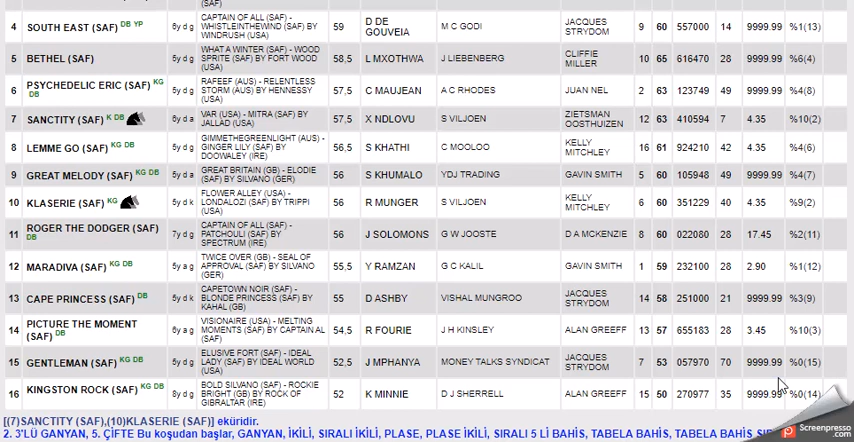 (SAF)
4 SOUTH EAST (SAF) DB YP 6y d g CAPTAIN OF ALL (SAF) - WHISTLEINTHEWIND (SAF) BY WINDRUSH (USA) 59 D DE GOUVEIA M C GODI JACQUES STRYDOM 9 60 557000 14 9999.99 %1(13)
5 BETHEL (SAF) 5y d g WHAT A WINTER (SAF) - WOOD SPRITE (SAF) BY FORT WOOD (USA) 58,5 L MXOTHWA J LIEBENBERG CLIFFIE MILLER 10 65 616470 28 9999.99 %6(4)
6 PSYCHEDELIC ERIC (SAF) KG DB 5y d g RAFEEF (AUS) - RELENTLESS STORM (AUS) BY HENNESSY (USA) 57,5 C MAUJEAN A C RHODES JUAN NEL 2 63 123749 49 9999.99 %4(8)
7 SANCTITY (SAF) K DB 5y d a VAR (USA) - MITRA (SAF) BY JALLAD (USA) 57,5 X NDLOVU S VILJOEN ZIETSMAN OOSTHUIZEN 12 63 410594 7 4.35 %10(2)
8 LEMME GO (SAF) KG DB 5y d g GIMMETHEGREENLIGHT (AUS) - GINGER LILY (SAF) BY DOOWALEY (IRE) 56,5 S KHATHI C MOOLOO KELLY MITCHLEY 16 61 924210 42 4.35 %4(6)
9 GREAT MELODY (SAF) KG DB 5y d a GREAT BRITAIN (GB) - ELODIE (SAF) BY SILVANO (GER) 56 S KHUMALO YDJ TRADING GAVIN SMITH 5 60 105948 49 9999.99 %4(7)
10 KLASERIE (SAF) KG 5y d k FLOWER ALLEY (USA) - LONDALOZI (SAF) BY TRIPPI (USA) 56 R MUNGER S VILJOEN KELLY MITCHLEY 6 60 351229 40 4.35 %9(2)
11 ROGER THE DODGER (SAF) DB 7y d g CAPTAIN OF ALL (SAF) - PATCHOULI (SAF) BY SPECTRUM (IRE) 56 J SOLOMONS G W JOOSTE D A MCKENZIE 8 60 022080 28 17.45 %2(11)
12 MARADIVA (SAF) KG DB 5y a g TWICE OVER (GB) - SEAL OF APPROVAL (SAF) BY SILVANO (GER) 55,5 Y RAMZAN G C KALIL GAVIN SMITH 1 59 232100 28 2.90 %1(12)
13 CAPE PRINCESS (SAF) DB 5y d k CAPETOWN NOIR (SAF) - BLONDE PRINCESS (SAF) BY KAHAL (GB) 55 D ASHBY VISHAL MUNGROO JACQUES STRYDOM 14 58 251000 21 9999.99 %3(9)
14 PICTURE THE MOMENT (SAF) 6y a g VISIONAIRE (USA) - MELTING MOMENTS (SAF) BY CAPTAIN AL (SAF) 54,5 R FOURIE J H KINSLEY ALAN GREEFF 13 57 655183 28 3.45 %10(3)
15 GENTLEMAN (SAF) KG DB 5y d g ELUSIVE FORT (SAF) - IDEAL LADY (SAF) BY IDEAL WORLD (USA) 52,5 J MPHANYA MONEY TALKS SYNDICAT JACQUES STRYDOM 7 53 057970 70 9999.99 %0(15)
16 KINGSTON ROCK (SAF) KG DB 8y d g BOLD SILVANO (SAF) - ROCKIE BRIGHT (GB) BY ROCK OF GIBRALTAR (IRE) 52 K MINNIE D J SHERRELL ALAN GREEFF 15 50 270977 35 9999.99 %0(14)
[(7)SANCTITY (SAF),(10)KLASERIE (SAF)] eküridir.
2. 3'LÜ GANYAN, 5. ÇİFTE Bu koşudan başlar, GANYAN, İKİLİ, SIRALI İKİLİ, PLASE, PLASE İKİLİ, SIRALI 5 Lİ BAHİS, TABELA BAHİS, TABELA BAHİS
Screenpresso
.com